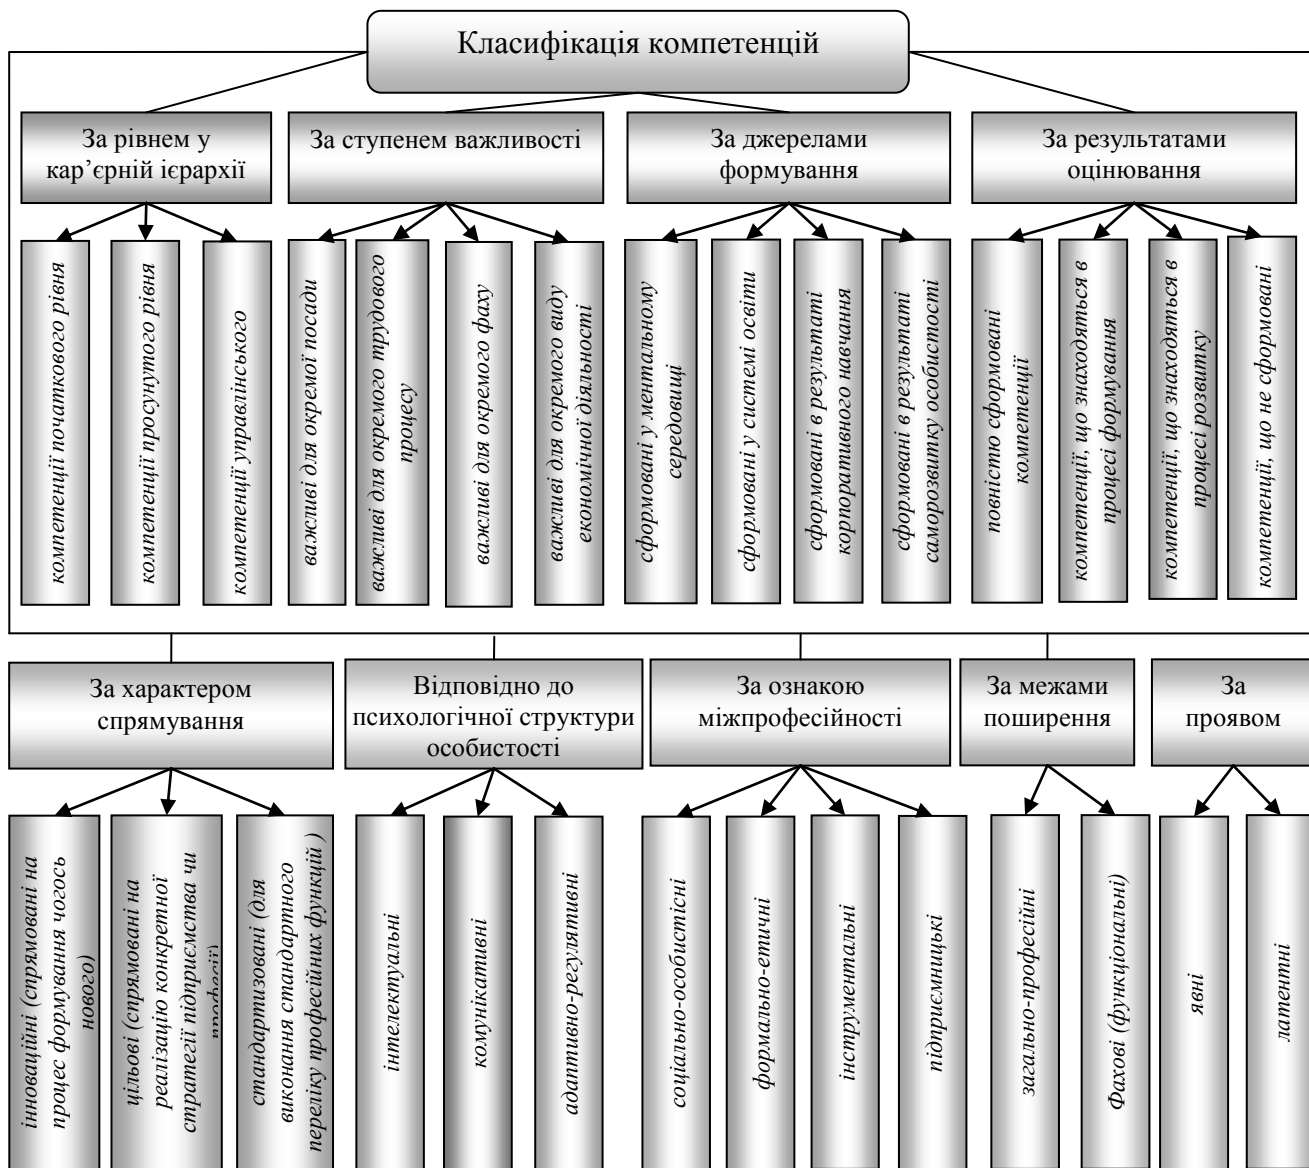 Класифікація компетенцій
За рівнем у
кар’єрній ієрархії
За ступенем важливості
За джерелами
формування
За результатами
оцінювання
компетенції початкового рівня
компетенції просунутого рівня
компетенції управлінського
важливі для окремої посади
важливі для окремого трудового
процесу
важливі для окремого фаху
важливі для окремого виду
економічної діяльності
сформовані у ментальному
середовищі
сформовані у системі освіти
сформовані в результаті
корпоративного навчання
сформовані в результаті
саморозвитку особистості
повністю сформовані
компетенції
компетенції, що знаходяться в
процесі формування
компетенції, що знаходяться в
процесі розвитку
компетенції, що не сформовані
За характером
спрямування
Відповідно до
психологічної структури
особистості
За ознакою
міжпрофесійності
За межами
поширення
За
проявом
інноваційні (спрямовані на
процес формування чогось
нового)
цільові (спрямовані на
реалізацію конкретної
стратегії підприємства чи
професії)
стандартизовані (для
виконання стандартного
переліку професійних функцій )
інтелектуальні
комунікативні
адаптивно-регулятивні
соціально-особистісні
формально-етичні
інструментальні
підприємницькі
загально-професійні
Фахові (функціональні)
явні
латентні